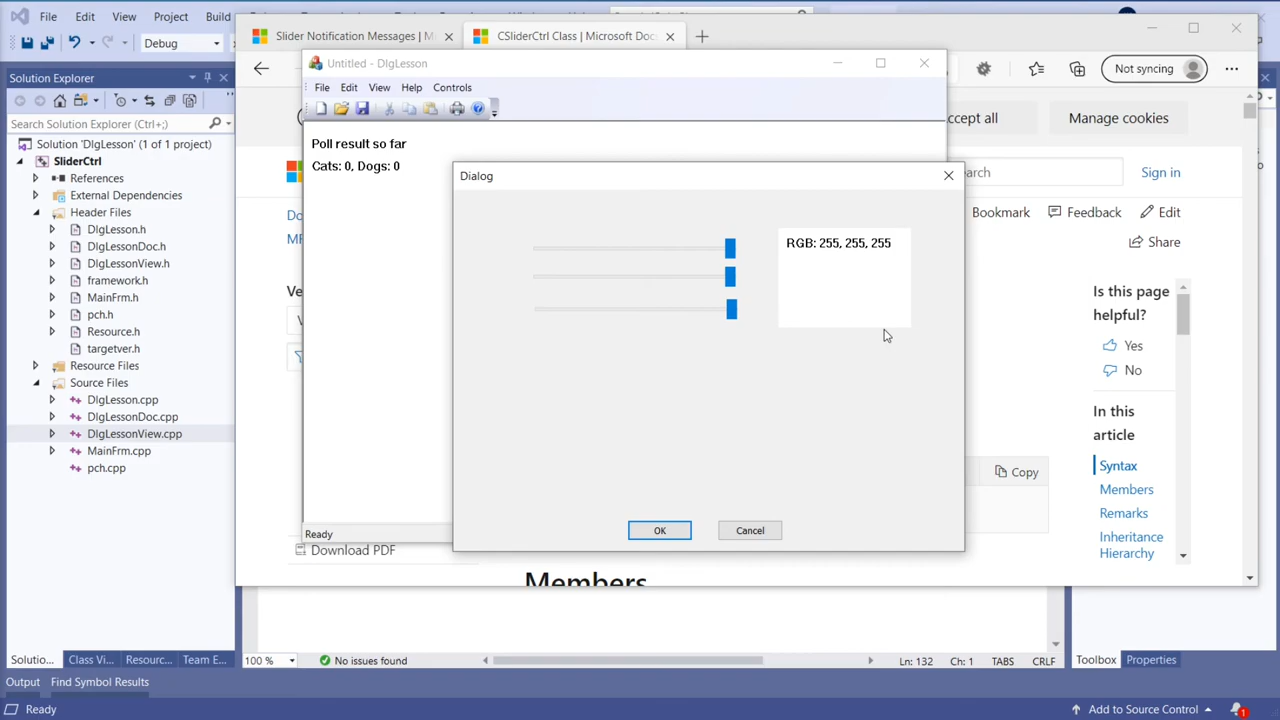 File Edit View Project Build
Debug
Solution Explorer
Search Solution Explorer (Ctrl+;)
Solution 'DlgLesson' (1 of 1 project)
SliderCtrl
References
External Dependencies
Header Files
DlgLesson.h
DlgLessonDoc.h
DlgLessonView.h
framework.h
MainFrm.h
pch.h
Resource.h
targetver.h
Resource Files
Source Files
DlgLesson.cpp
DlgLessonDoc.cpp
DlgLessonView.cpp
MainFrm.cpp
pch.cpp
Solutio... Class Vi... Resourc... Team E...
Output Find Symbol Results
Ready
Slider Notification Messages | M
CSliderCtrl Class | Microsoft Docs
Not syncing
Manage cookies
Sign in
Bookmark Feedback Edit
Share
Is this page
helpful?
Yes
No
In this
article
Syntax
Members
Remarks
Inheritance
Hierarchy
Copy
Download PDF
Members
Untitled - DlgLesson
File Edit View Help Controls
Poll result so far
Cats: 0, Dogs: 0
Ready
Dialog
RGB: 255, 255, 255
OK Cancel
100 % No issues found Ln: 132 Ch: 1 TABS CRLF
Toolbox Properties
Add to Source Control 1